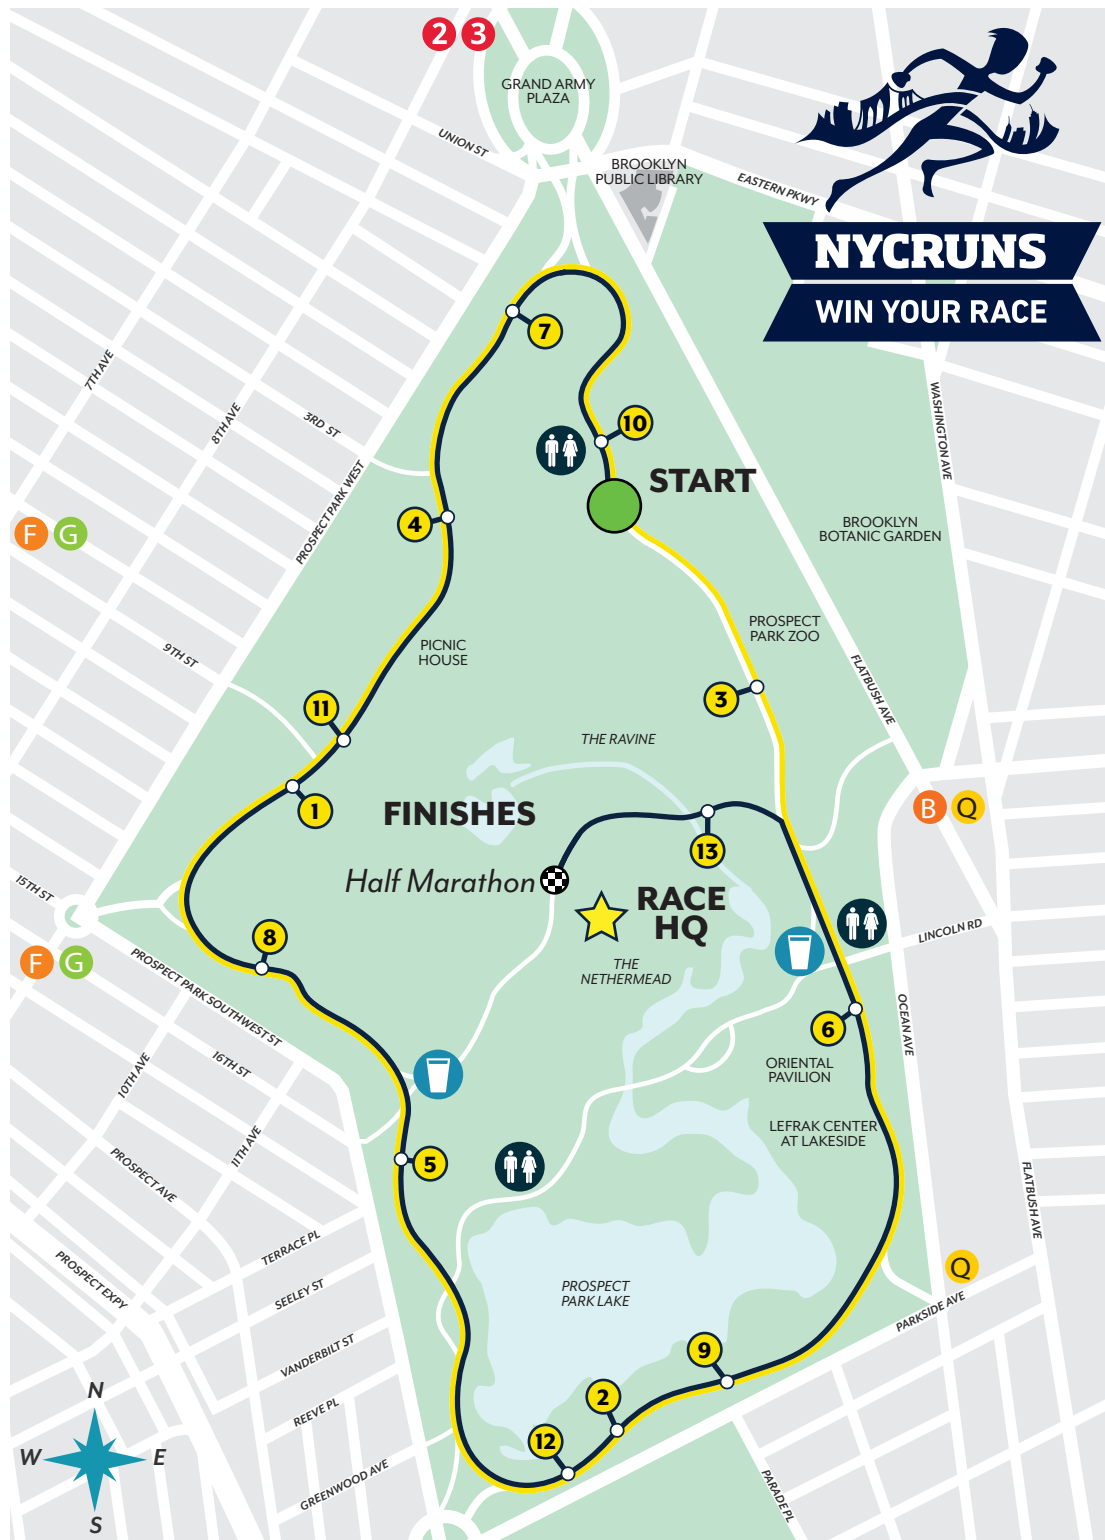 2 3
GRAND ARMY
PLAZA
UNION ST
BROOKLYN
PUBLIC LIBRARY
EASTERN PKWY
NYCRUNS
WIN YOUR RACE
7
7TH AVE
8TH AVE
3RD ST
WASHINGTON AVE
10
START
PROSPECT PARK WEST
4
F G
BROOKLYN
BOTANIC GARDEN
9TH ST
PICNIC
HOUSE
PROSPECT
PARK ZOO
FLATBUSH AVE
3
11
THE RAVINE
1
FINISHES
B Q
13
Half Marathon
RACE
HQ
15TH ST
8
LINCOLN RD
F G
PROSPECT PARK SOUTHWEST ST
THE
NETHERMEAD
6
OCEAN AVE
16TH ST
10TH AVE
ORIENTAL
PAVILION
LEFRAK CENTER
AT LAKESIDE
11TH AVE
PROSPECT AVE
5
FLATBUSH AVE
TERRACE PL
PROSPECT EXPY
SEELEY ST
PROSPECT
PARK LAKE
Q
PARKSIDE AVE
VANDERBILT ST
9
N
REEVE PL
2
12
W E
GREENWOOD AVE
PARADE PL
S